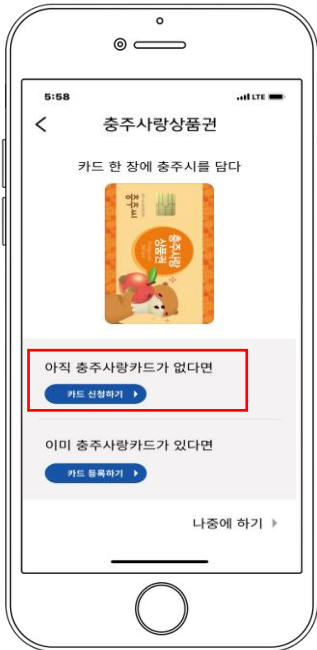 5:58
LTE
충주사랑상품권
카드 한 장에 충주시를 담다
충주씨
충주사랑
상품권
아직 충주사랑카드가 없다면
카드 신청하기
이미 충주사랑카드가 있다면
카드 등록하기
나중에 하기